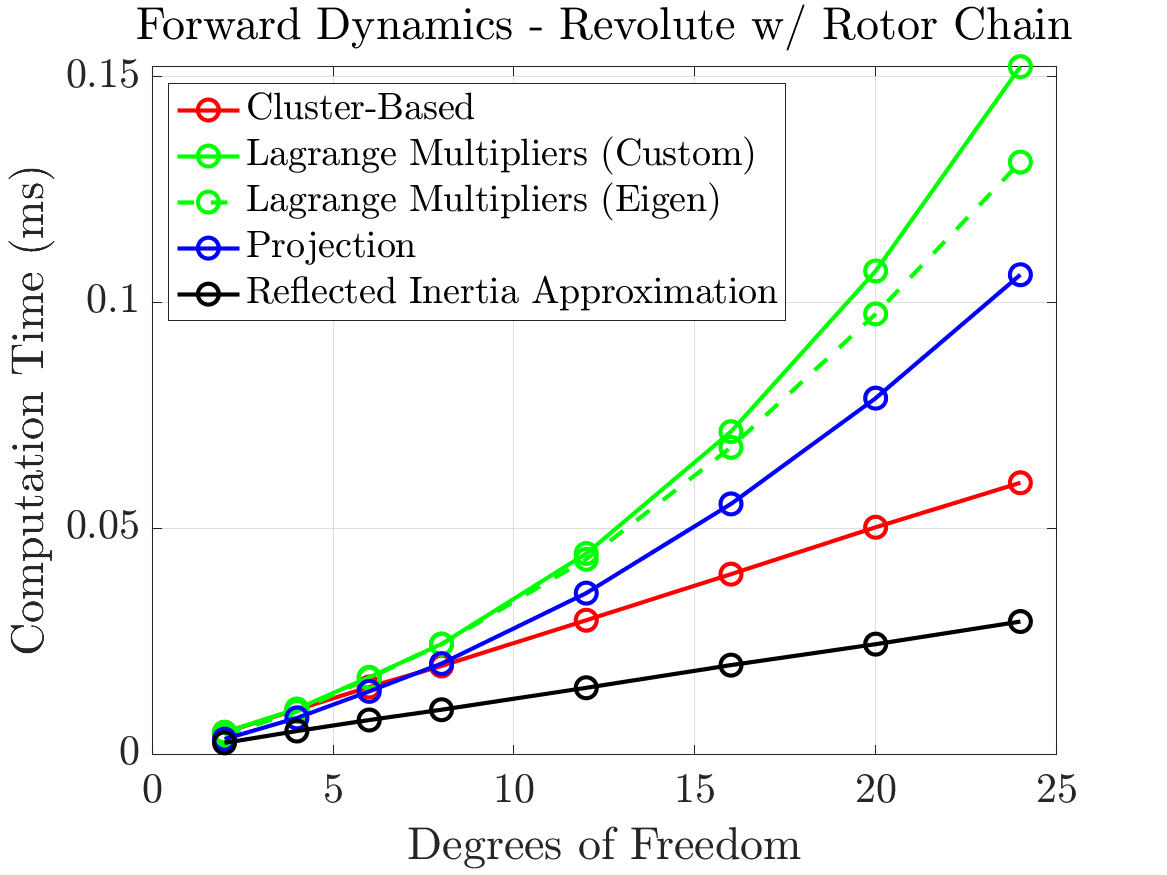 Forward Dynamics - Revolute w/ Rotor Chain
0.15
0.1
0.05
0
Computation Time (ms)
Cluster-Based
Lagrange Multipliers (Custom)
Lagrange Multipliers (Eigen)
Projection
Reflected Inertia Approximation
0 5 10 15 20 25
Degrees of Freedom